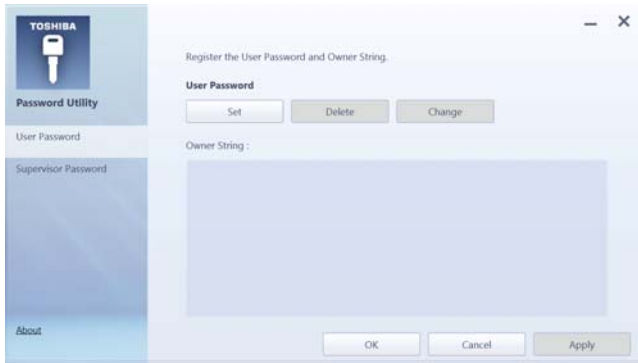 TOSHIBA
Password Utility
User Password
Supervisor Password
About
Register the User Password and Owner String.
User Password
Set
Delete
Change
Owner String :
OK
Cancel
Apply